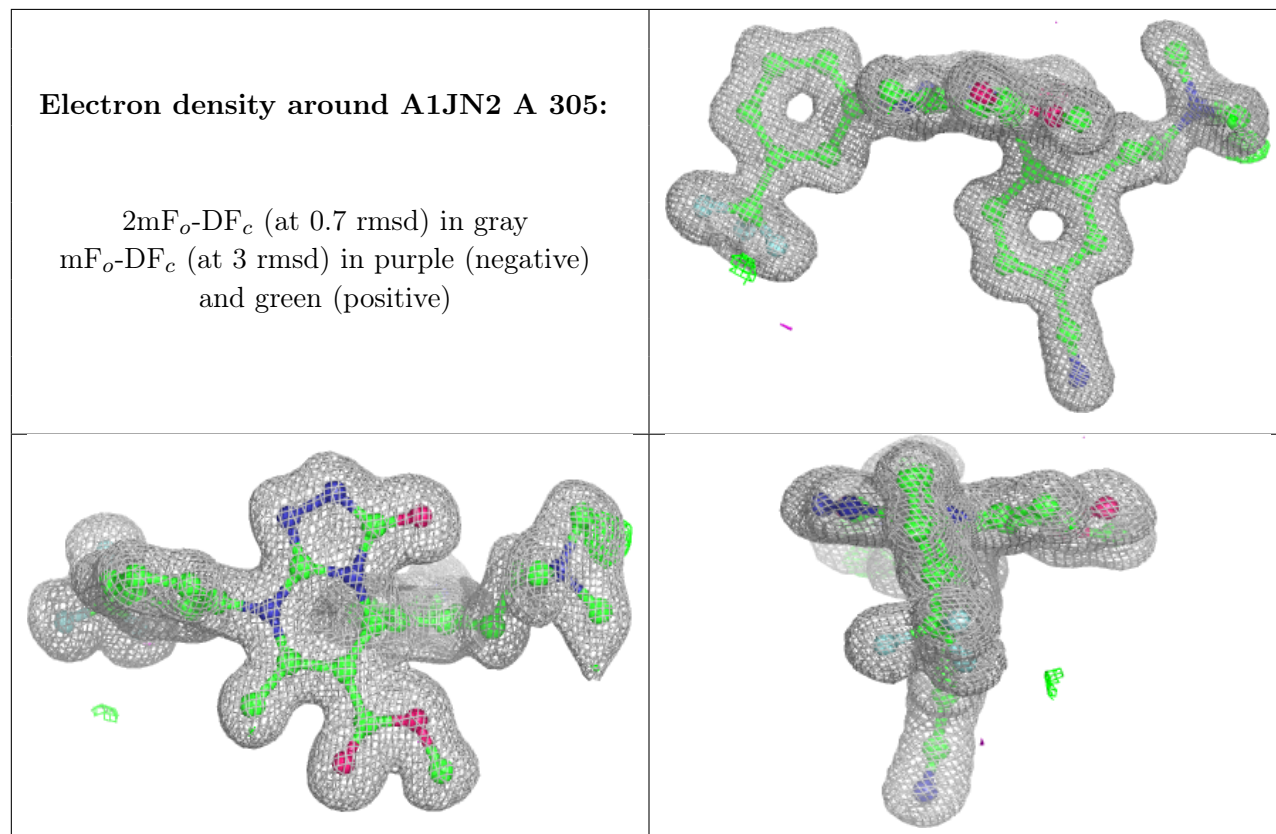 Electron density around A1JN2 A 305:
2mFo-DFc (at 0.7 rmsd) in gray
mFo-DFc (at 3 rmsd) in purple (negative)
and green (positive)